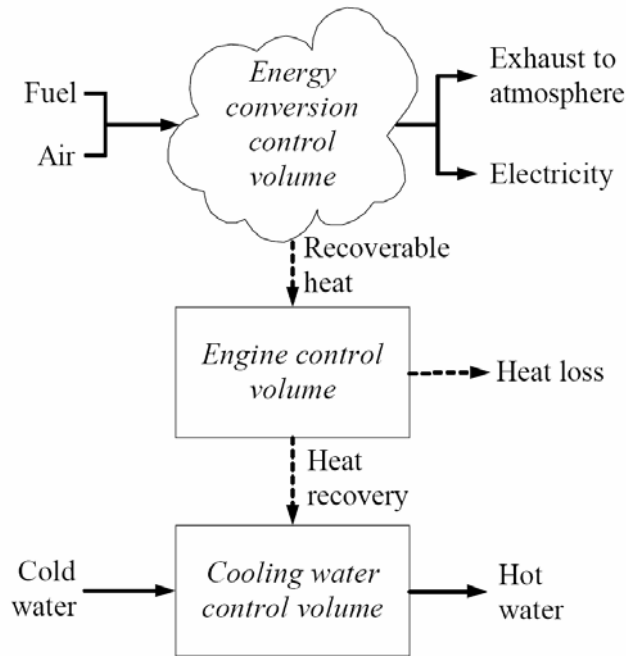 Fuel
Air
Energy
conversion
control
volume
Exhaust to
atmosphere
Electricity
Recoverable
heat
Engine control
volume
Heat loss
Heat
recovery
Cold
water
Cooling water
control volume
Hot
water